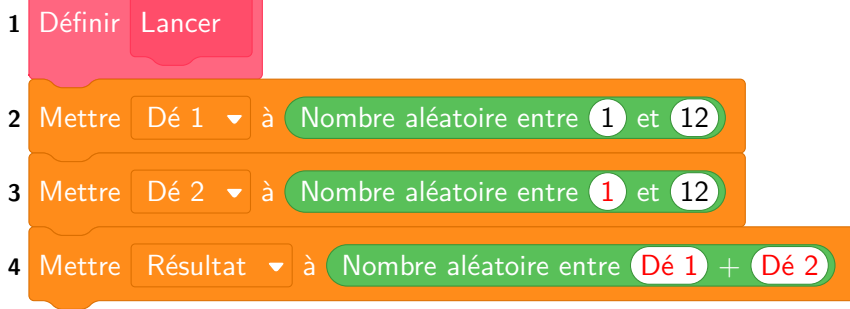 1 Définir Lancer
2 Mettre Dé 1 à Nombre aléatoire entre 1 et 12
3 Mettre Dé 2 à Nombre aléatoire entre 1 et 12
4 Mettre Résultat à Nombre aléatoire entre Dé 1 + Dé 2